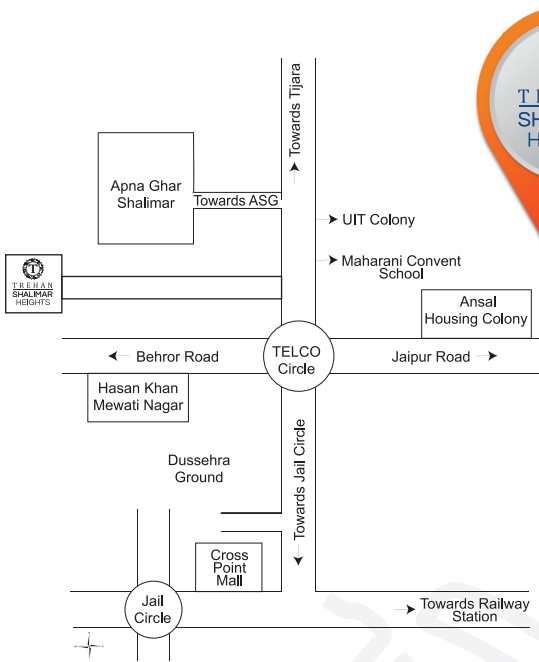 Towards Tijara
Apna Ghar
Shalimar
Towards ASG
UIT Colony
Maharani Convent
School
TREHAN
SHALIMAR
HEIGHTS
Ansal
Housing Colony
Behror Road
TELCO
Circle
Jaipur Road
Hasan Khan
Mewati Nagar
Dussehra
Ground
Towards Jail Circle
Cross
Point
Mall
Jail
Circle
Towards Railway
Station